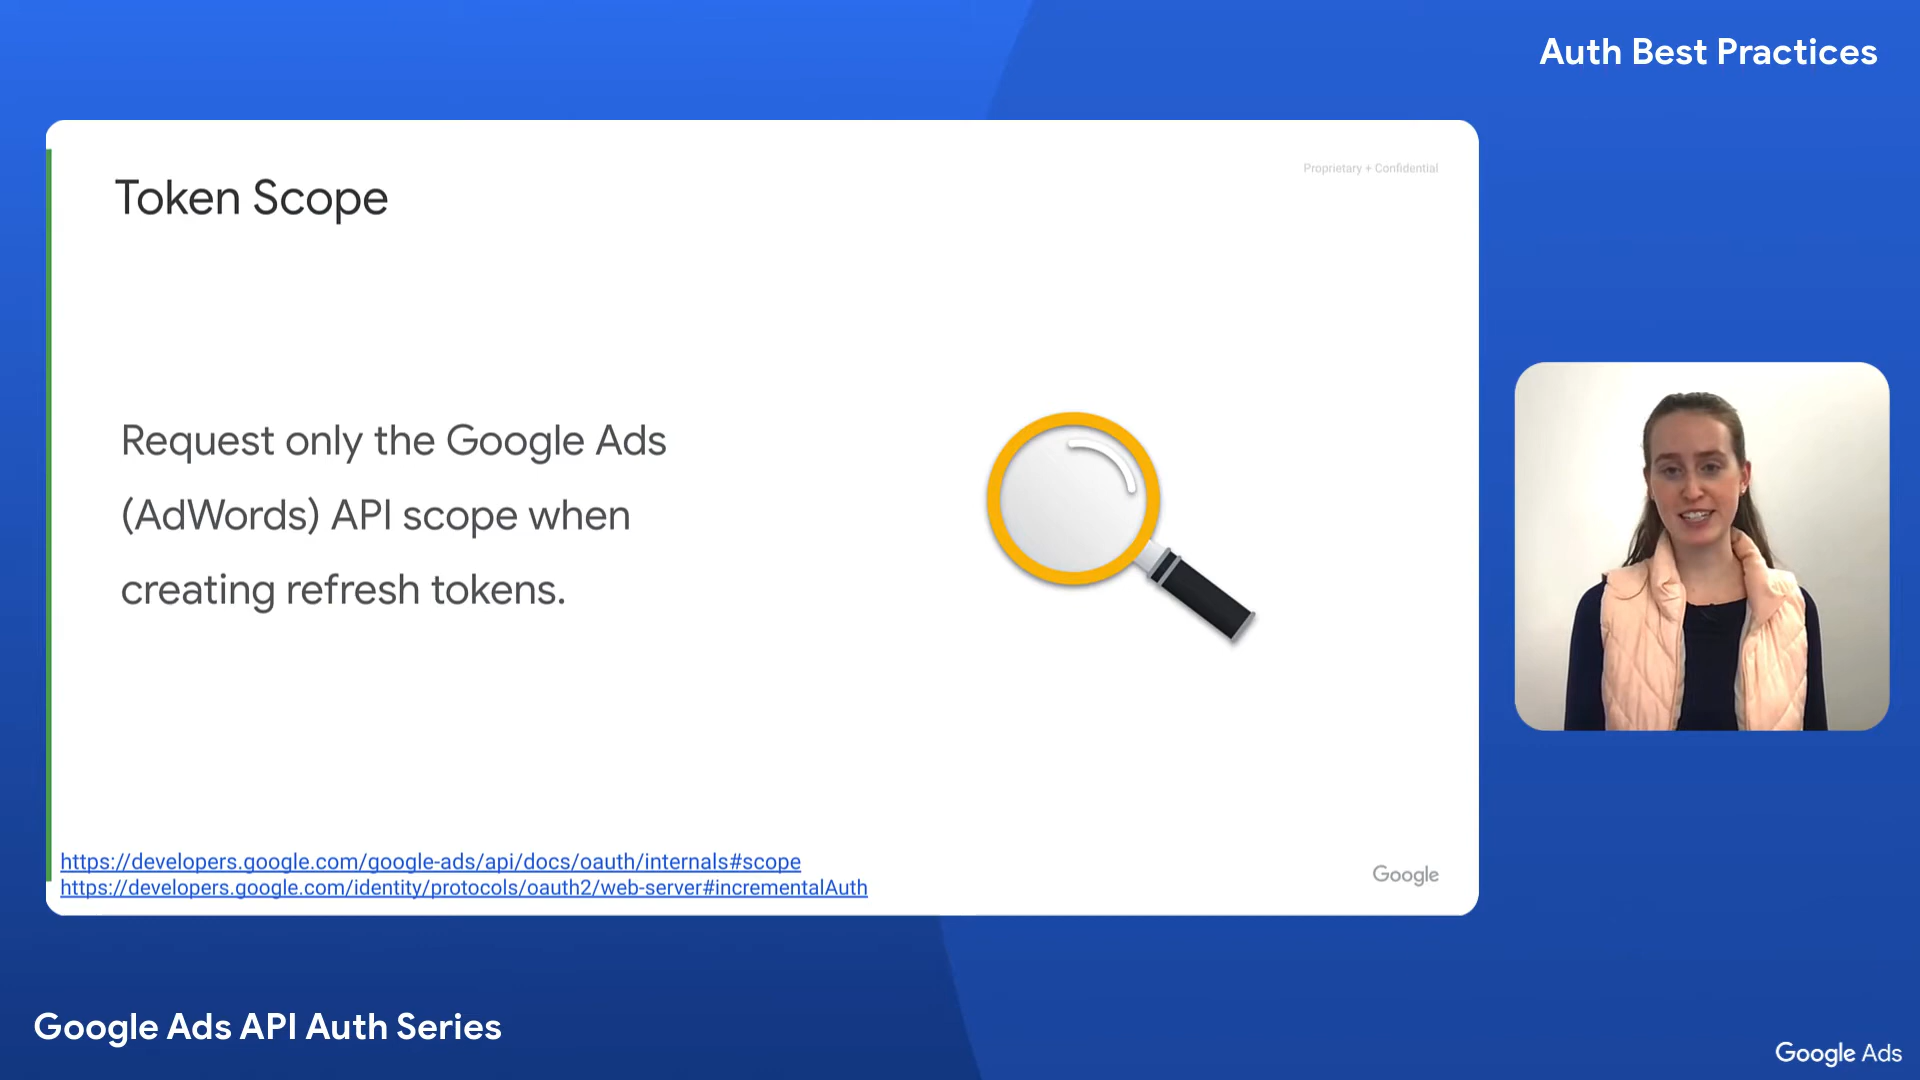 Auth Best Practices
Proprietary + Confidential
Token Scope
Request only the Google Ads
(AdWords) API scope when
creating refresh tokens.
https://developers.google.com/google-ads/api/docs/oauth/internals#scope
https://developers.google.com/identity/protocols/oauth2/web-server#incrementalAuth
Google
Google Ads API Auth Series
Google Ads